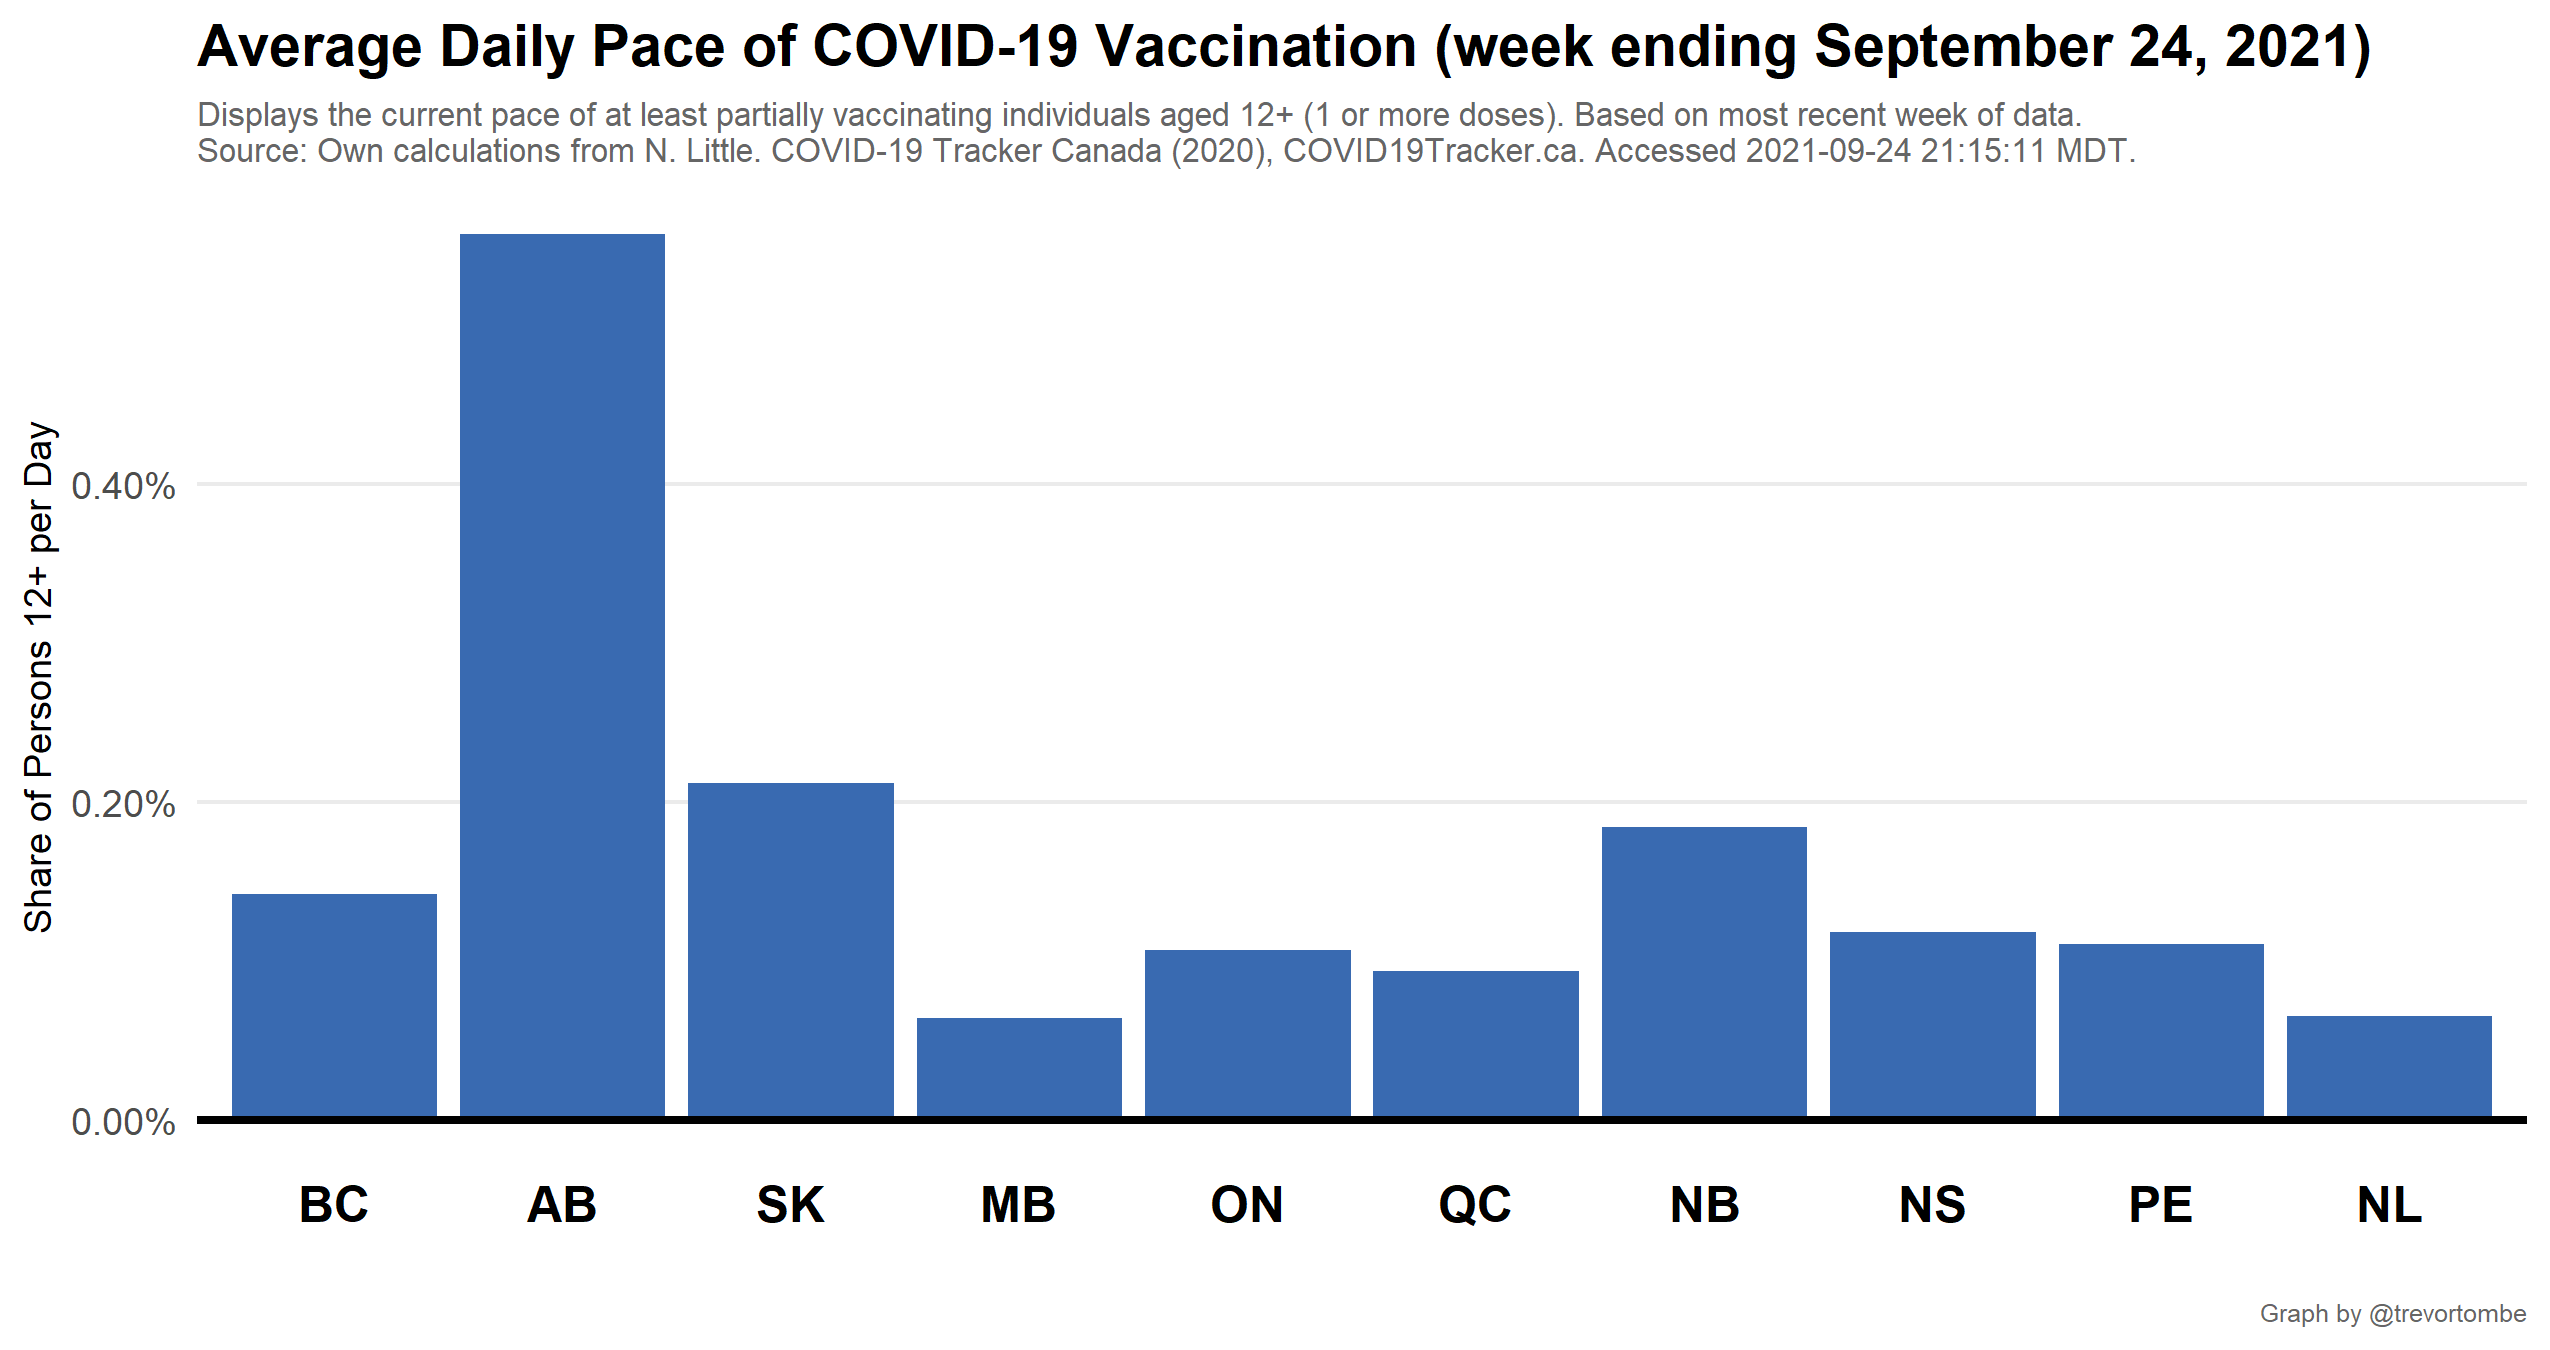 Average Daily Pace of COVID-19 Vaccination (week ending September 24, 2021)
Displays the current pace of at least partially vaccinating individuals aged 12+ (1 or more doses). Based on most recent week of data.
Source: Own calculations from N. Little. COVID-19 Tracker Canada (2020), COVID19Tracker.ca. Accessed 2021-09-24 21:15:11 MDT.
Share of Persons 12+ per Day
0.40%
0.20%
0.00%
BC AB SK MB ON QC NB NS PE NL
Graph by @trevortombe